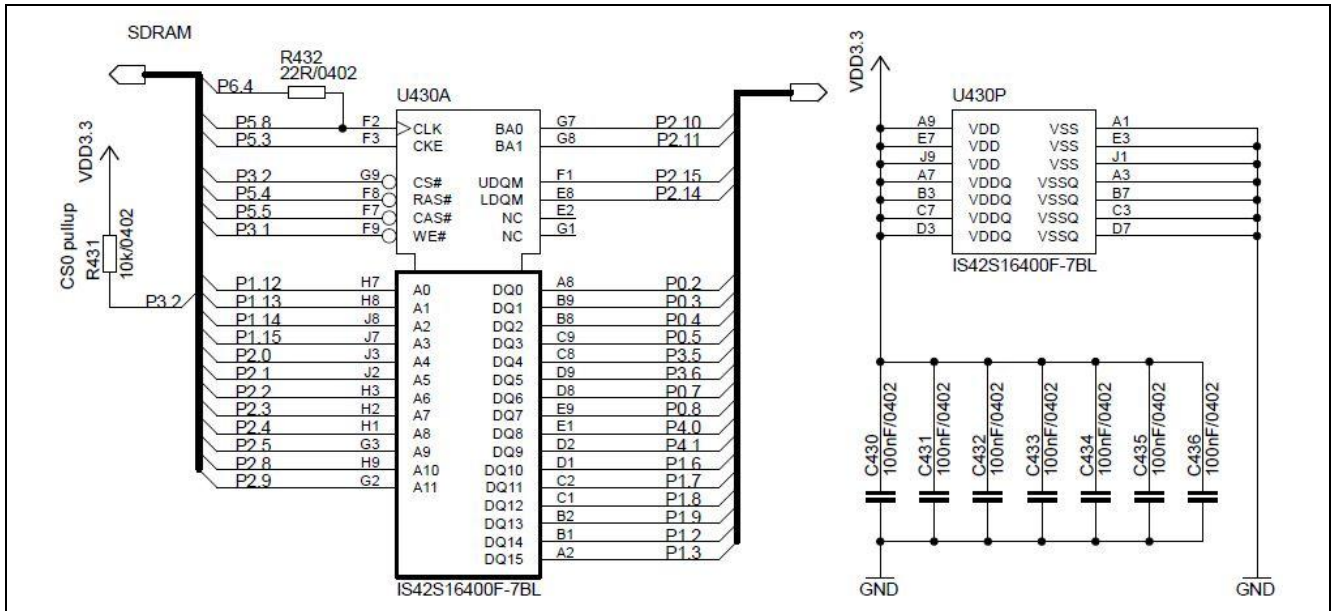 SDRAM
R432
22R/0402
P6.4
U430A
P5.8 F2 CLK BA0 G7 P2.10
P5.3 F3 CKE BA1 G8 P2.11
P3.2 G9 CS# UDQM F1 P2.15
P5.4 F8 RAS# LDQM E8 P2.14
P5.5 F7 CAS# NC E2
P3.1 F9 WE# NC G1
VDD3.3
CS0 pullup
R431
10k/0402
P3.2
P1.12 H7 A0 DQ0 A8 P0.2
P1.13 H8 A1 DQ1 B9 P0.3
P1.14 J8 A2 DQ2 B8 P0.4
P1.15 J7 A3 DQ3 C9 P0.5
P2.0 J3 A4 DQ4 C8 P3.5
P2.1 J2 A5 DQ5 D9 P3.6
P2.2 H3 A6 DQ6 D8 P0.7
P2.3 H2 A7 DQ7 E9 P0.8
P2.4 H1 A8 DQ8 E1 P4.0
P2.5 G3 A9 DQ9 D2 P4.1
P2.8 H9 A10 DQ10 D1 P1.6
P2.9 G2 A11 DQ11 C2 P1.7
DQ12 C1 P1.8
DQ13 B2 P1.9
DQ14 B1 P1.2
DQ15 A2 P1.3
IS42S16400F-7BL
VDD3.3
U430P
A9 VDD VSS A1
E7 VDD VSS E3
J9 VDD VSS J1
A7 VDDQ VSSQ A3
B3 VDDQ VSSQ B7
C7 VDDQ VSSQ C3
D3 VDDQ VSSQ D7
IS42S16400F-7BL
C430
100nF/0402
C431
100nF/0402
C432
100nF/0402
C433
100nF/0402
C434
100nF/0402
C435
100nF/0402
C436
100nF/0402
GND
GND